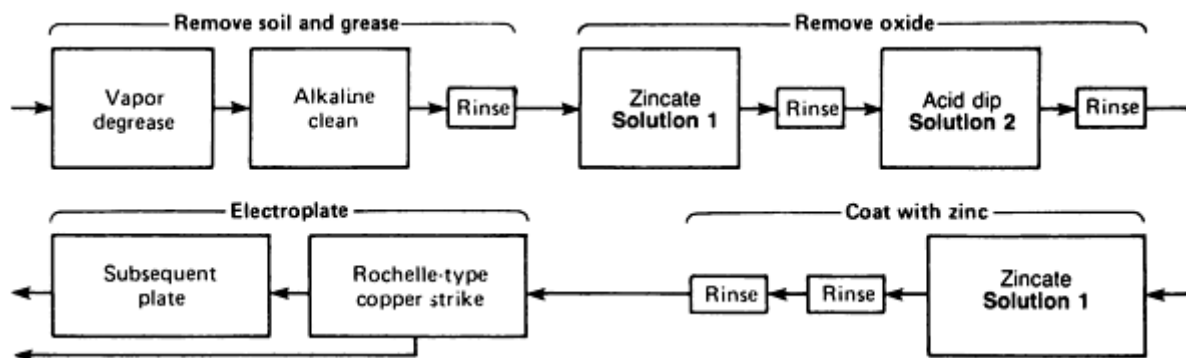 Remove soil and grease
Remove oxide
Vapor
degrease
Alkaline
clean
Rinse
Zincate
Solution 1
Rinse
Acid dip
Solution 2
Rinse
Electroplate
Coat with zinc
Subsequent
plate
Rochelle-type
copper strike
Rinse
Rinse
Zincate
Solution 1